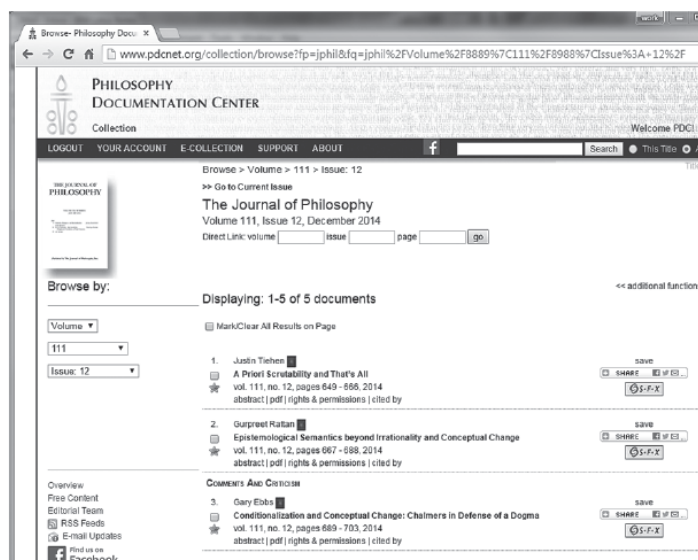 work
Browse- Philosophy Docu ×
www.pdcnet.org/collection/browse?fp=jphil&fq=jphil%2FVolume%2F8889%7C111%2F8988%7CIssue%3A+12%2F
PHILOSOPHY
DOCUMENTATION CENTER
Collection
Welcome PDC!
LOGOUT YOUR ACCOUNT E-COLLECTION SUPPORT ABOUT
f
Search This Title
Browse > Volume > 111 > Issue: 12
THE JOURNAL OF
PHILOSOPHY
>> Go to Current Issue
The Journal of Philosophy
Volume 111, Issue 12, December 2014
Direct Link: volume issue page go
Browse by:
<< additional function
Displaying: 1-5 of 5 documents
Volume ▼
Mark/Clear All Results on Page
111 ▼
Issue: 12 ▼
1. Justin Tiehen
save
A Priori Scrutability and That's All
SHARE
vol. 111, no. 12, pages 649 - 666, 2014
S·F·X
abstract | pdf | rights & permissions | cited by
2. Gurpreet Rattan
save
Epistemological Semantics beyond Irrationality and Conceptual Change
SHARE
vol. 111, no. 12, pages 667 - 688, 2014
S·F·X
abstract | pdf | rights & permissions | cited by
COMMENTS AND CRITICISM
3. Gary Ebbs
save
Conditionalization and Conceptual Change: Chalmers in Defense of a Dogma
SHARE
vol. 111, no. 12, pages 689 - 703, 2014
S·F·X
abstract | pdf | rights & permissions | cited by
Overview
Free Content
Editorial Team
RSS Feeds
E-mail Updates
Find us on
Facebook